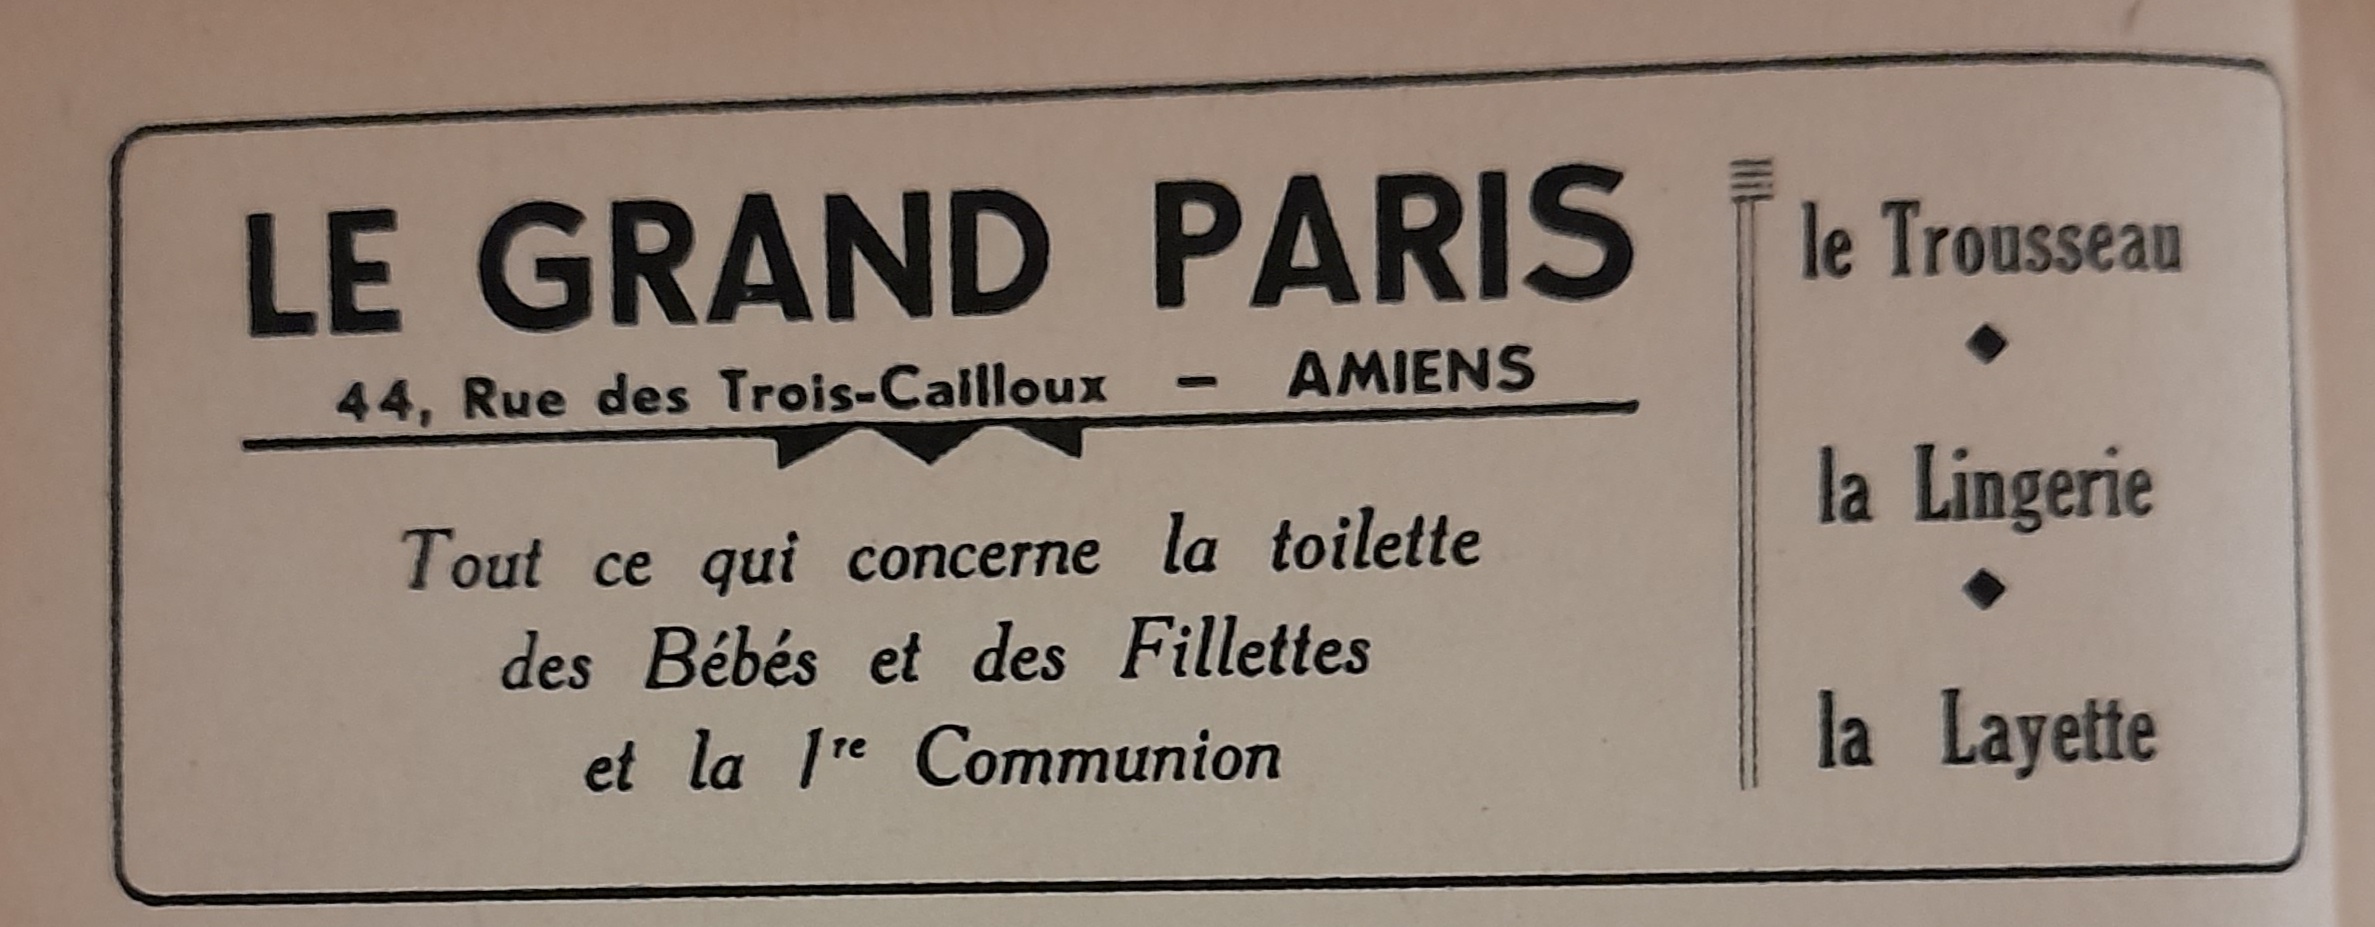 LE GRAND PARIS
44, Rue des Trois-Cailloux – AMIENS
Tout ce qui concerne la toilette
des Bébés et des Fillettes
et la 1re Communion
le Trousseau
la Lingerie
la Layette